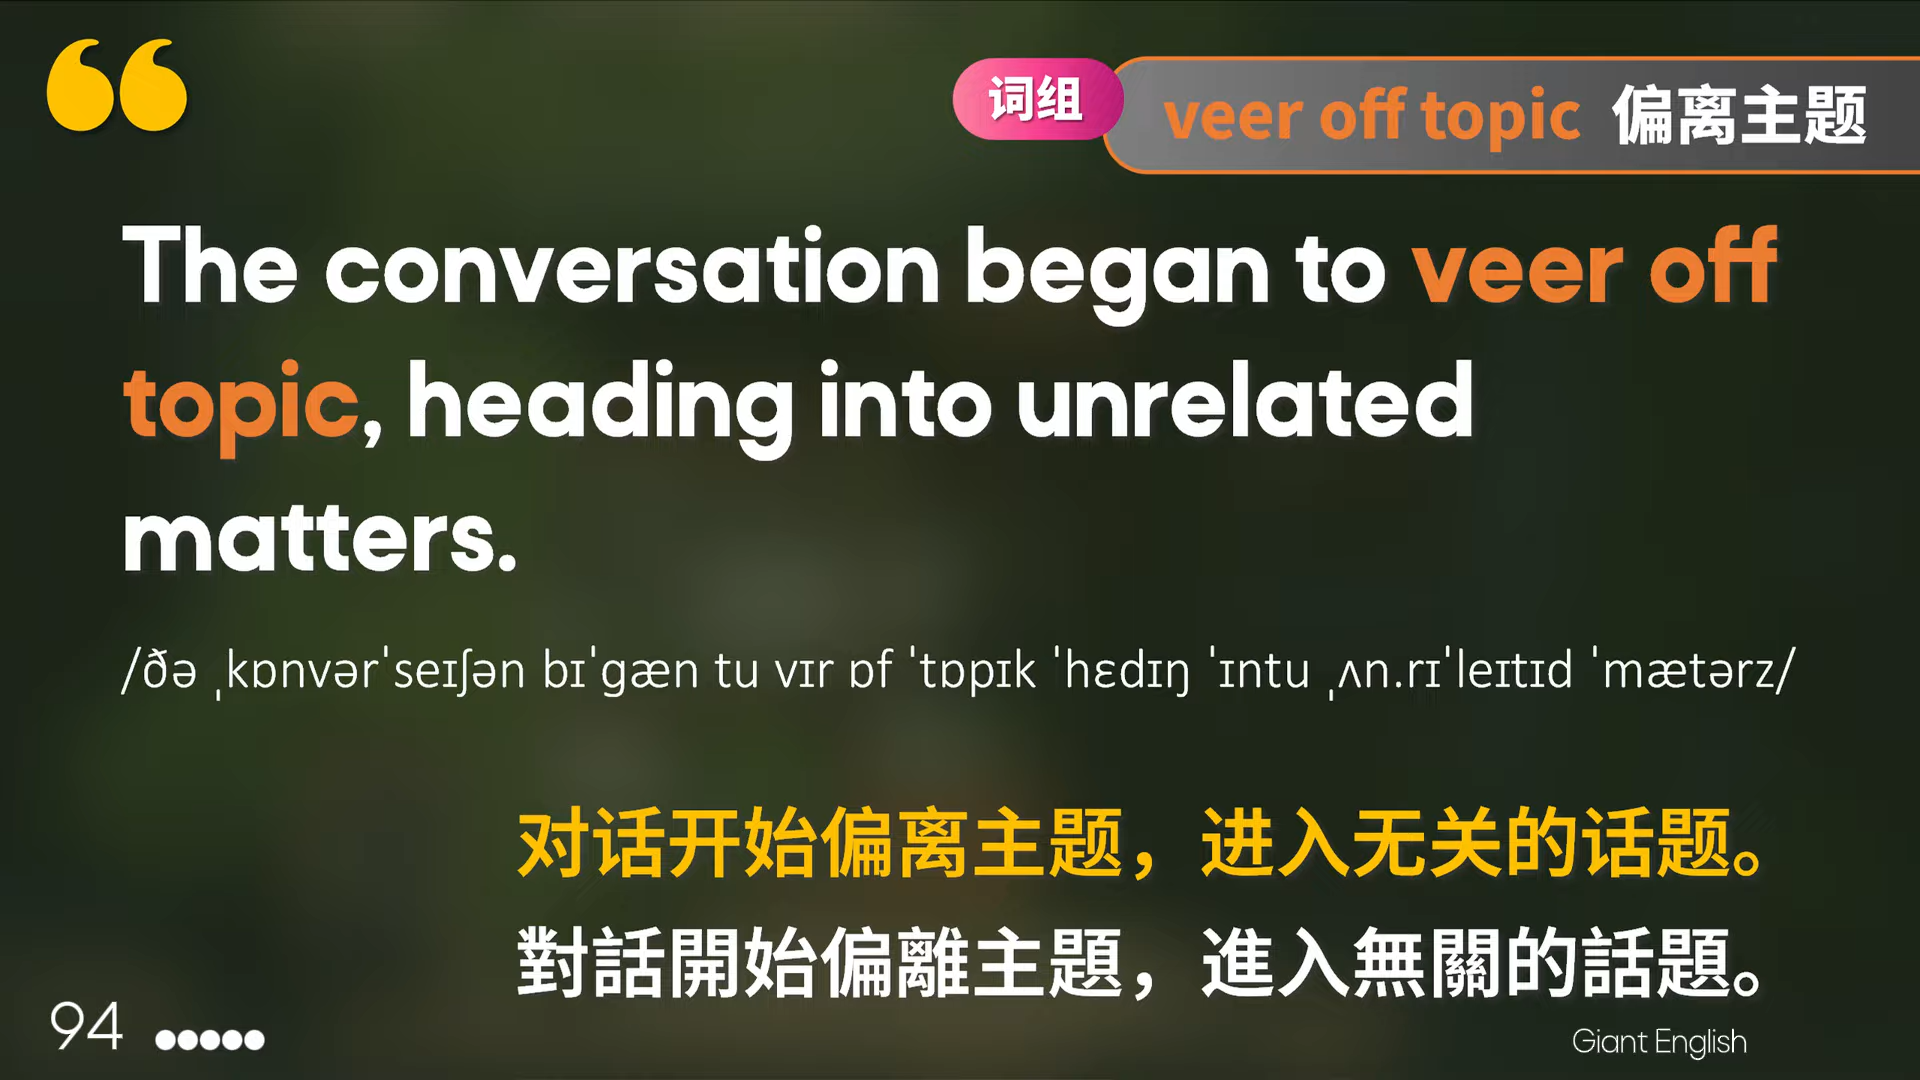 词组
veer off topic 偏离主题
The conversation began to veer off
topic, heading into unrelated
matters.
/ðə ˌkɒnvərˈseɪʃən bɪˈgæn tu vɪr ɒf ˈtɒpɪk ˈhɛdɪŋ ˈɪntu ˌʌn.rɪˈleɪtɪd ˈmætərz/
对话开始偏离主题，进入无关的话题。
對話開始偏離主題，進入無關的話題。
94
Giant English